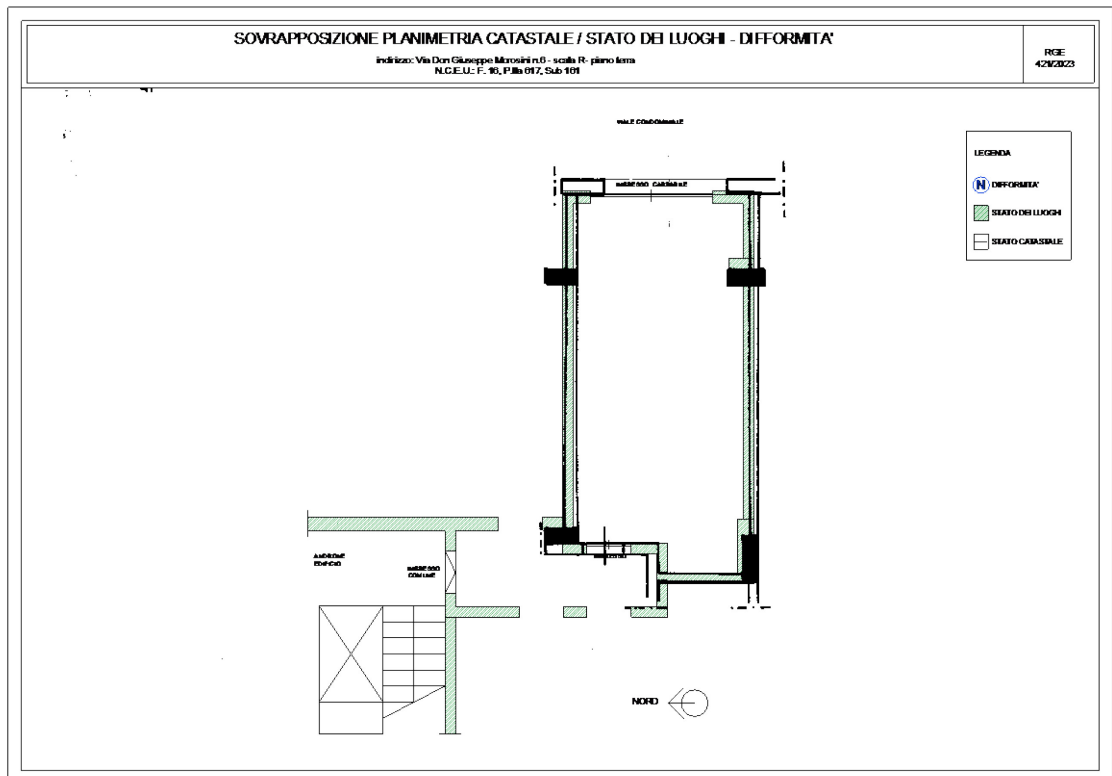 SOVRAPPOSIZIONE PLANIMETRIA CATASTALE / STATO DEI LUOGHI - DIFFORMITA'
indirizzo: Via Don Giuseppe Morosini n.6 - scala R- piano terra
N.C.E.U.: F. 16, P.lla 617, Sub 161
RGE
421/2023
VIALE CONDOMINIALE
INGRESSO CARRABILE
LEGENDA
N DIFFORMITA'
STATO DEI LUOGHI
STATO CATASTALE
ANDRONE
EDIFICIO
INGRESSO
COMUNE
NORD